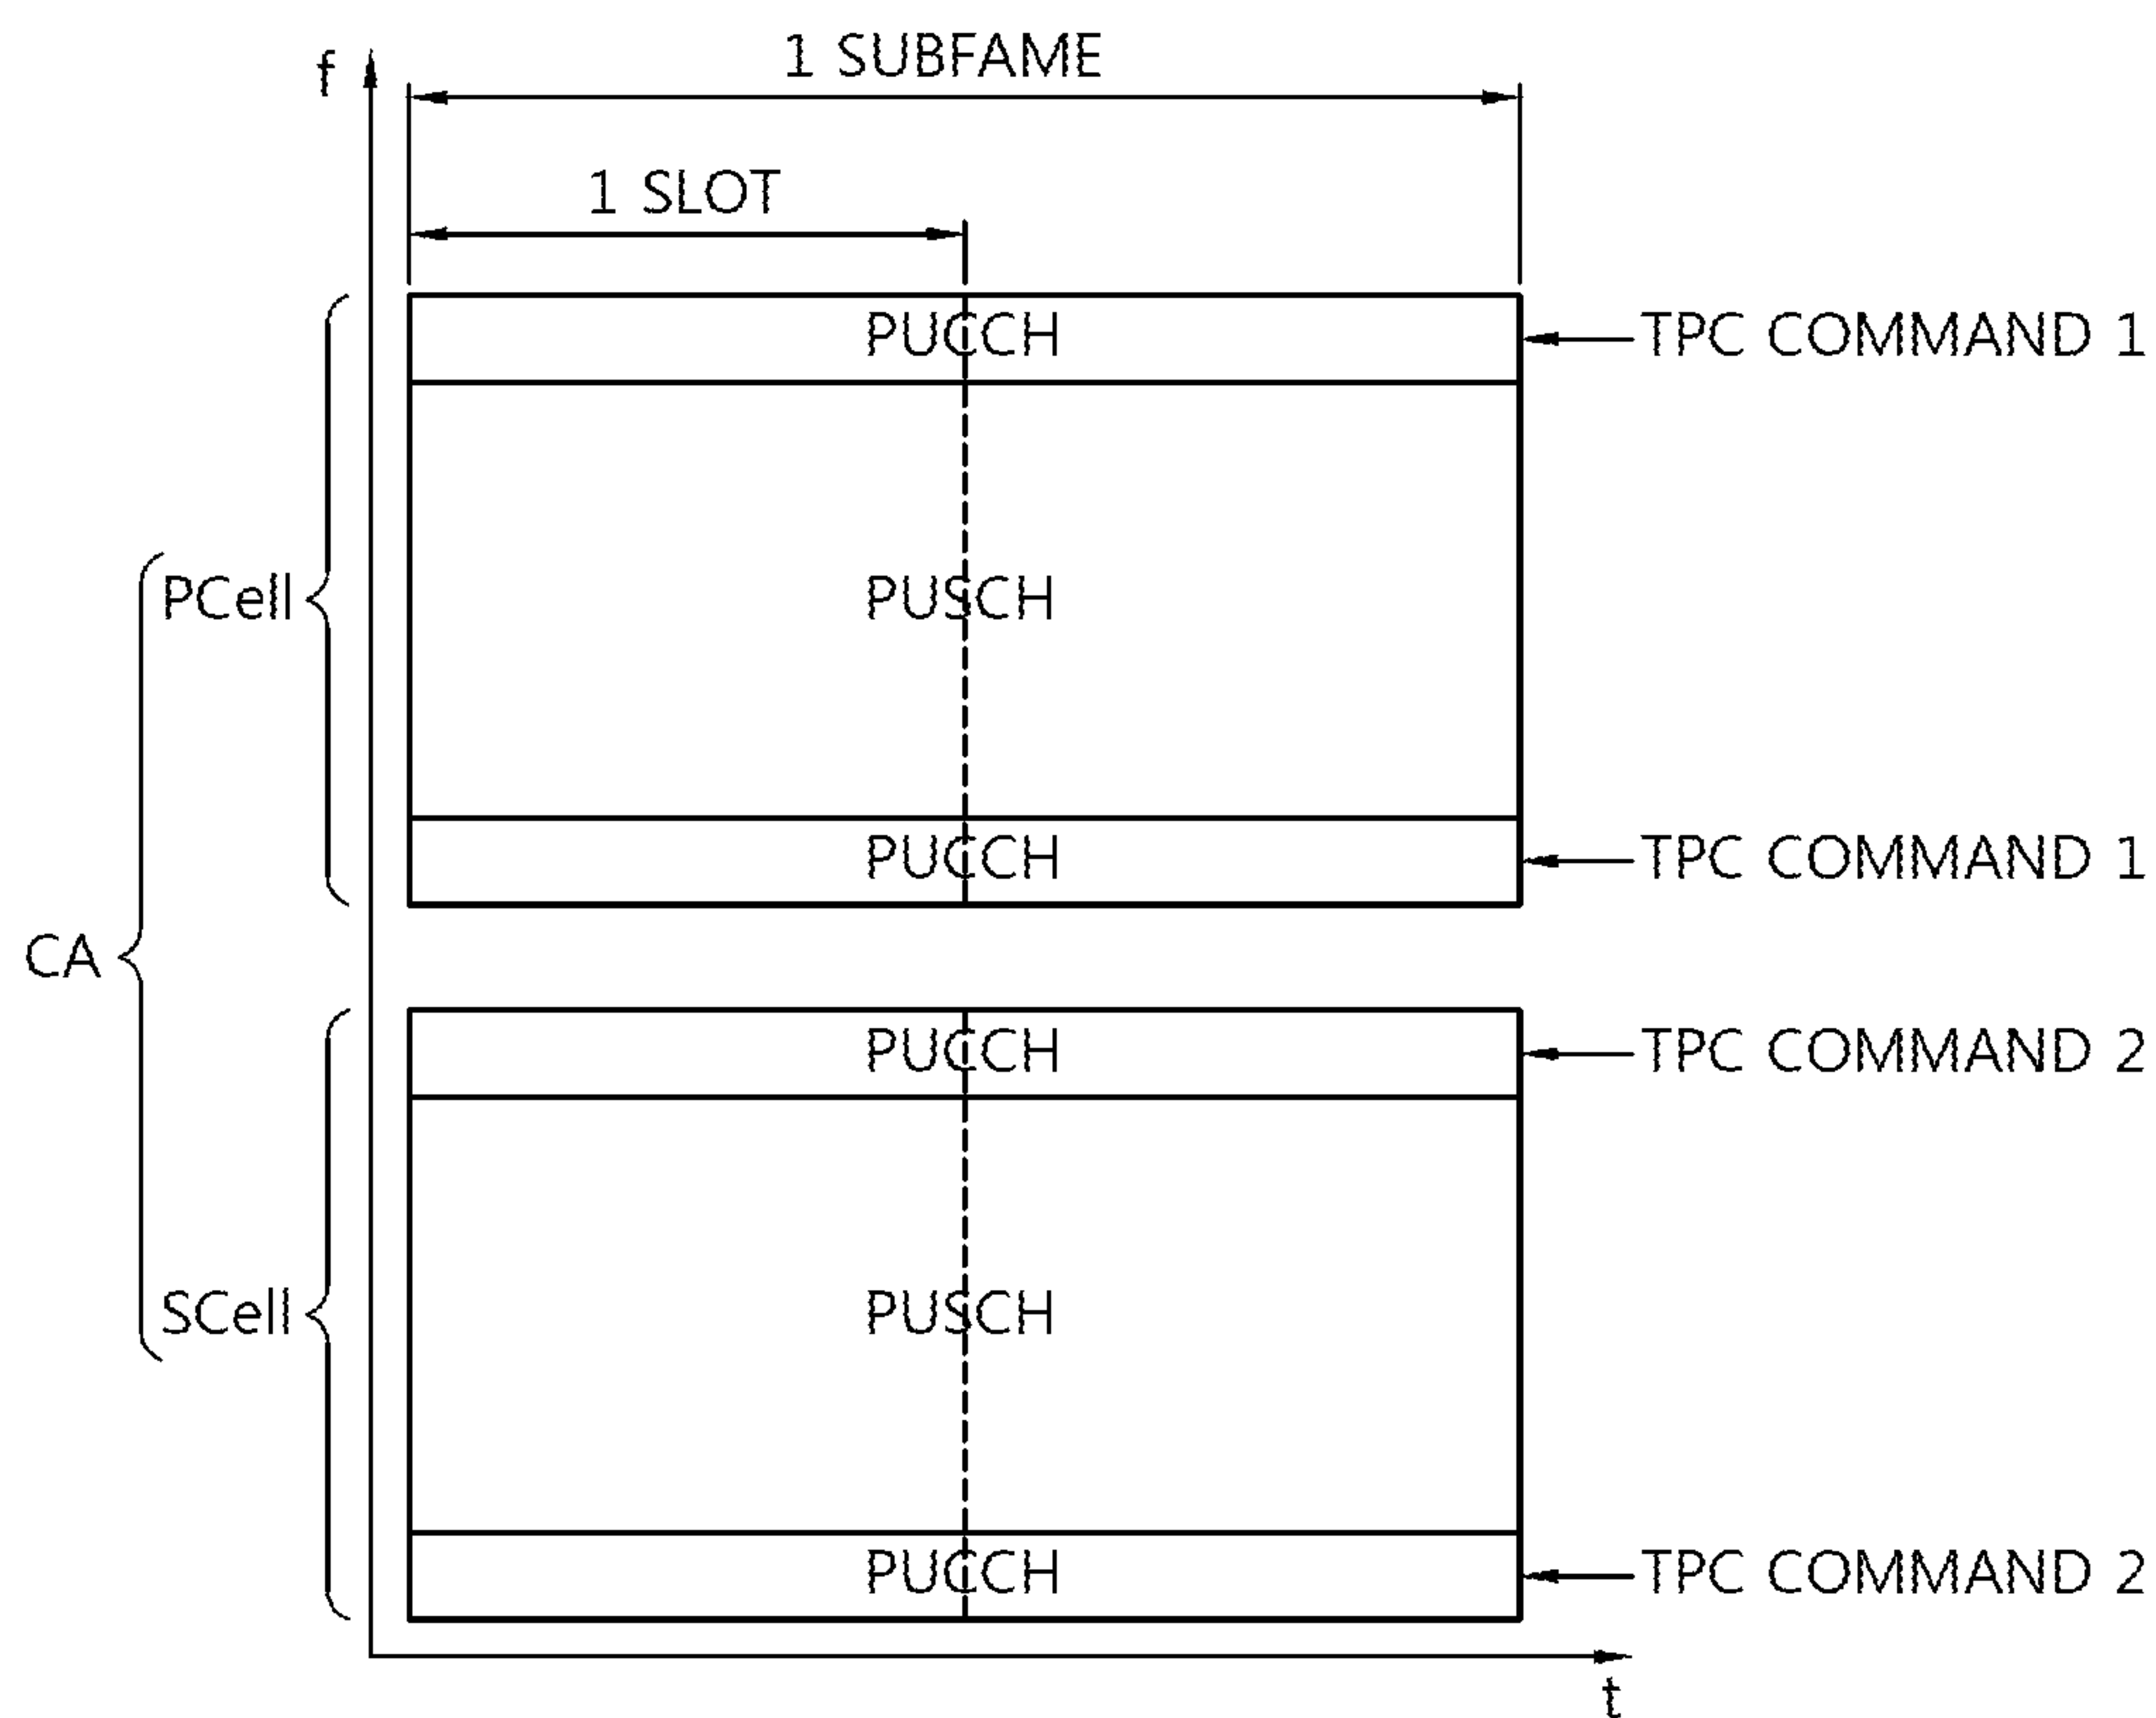 f
1 SUBFAME
1 SLOT
PUCCH
TPC COMMAND 1
PCell
PUSCH
PUCCH
TPC COMMAND 1
CA
PUCCH
TPC COMMAND 2
SCell
PUSCH
PUCCH
TPC COMMAND 2
t